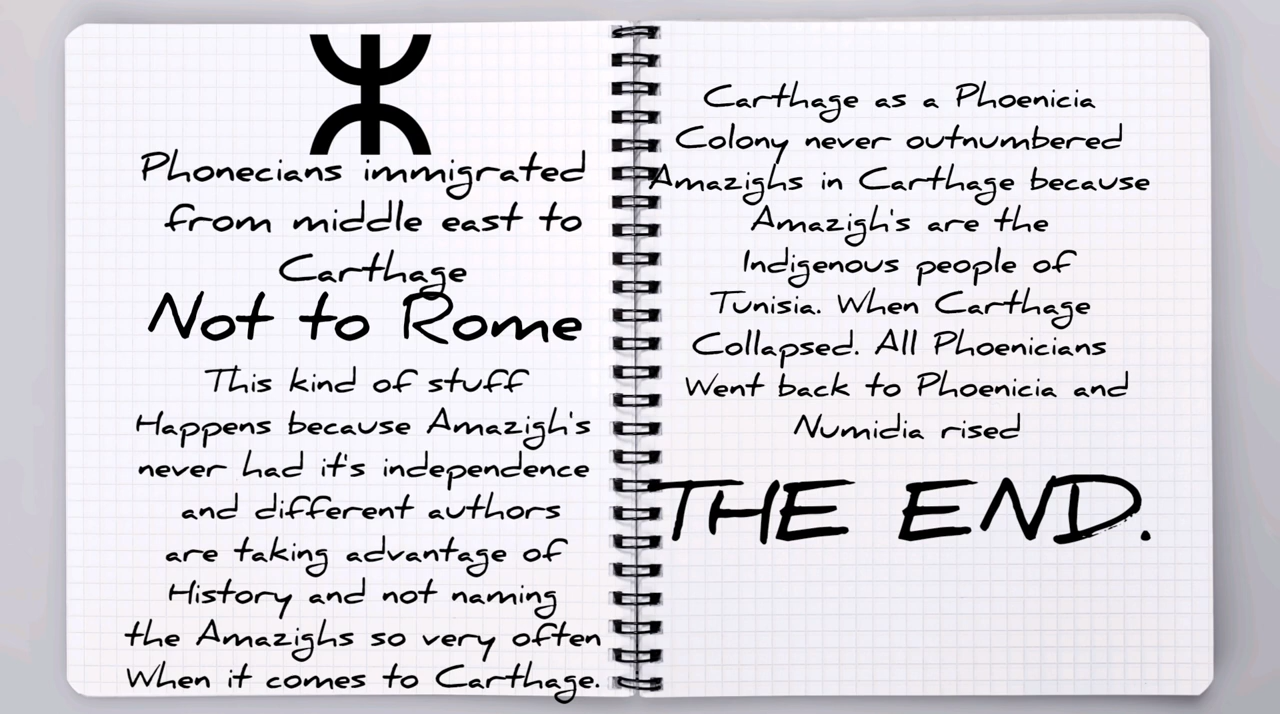 ⵣ
Phonecians immigrated
from middle east to
Carthage
Not to Rome
This kind of stuff
Happens because Amazigh's
never had it's independence
and different authors
are taking advantage of
History and not naming
the Amazighs so very often
When it comes to Carthage.
Carthage as a Phoenicia
Colony never outnumbered
Amazighs in Carthage because
Amazigh's are the
Indigenous people of
Tunisia. When Carthage
Collapsed. All Phoenicians
Went back to Phoenicia and
Numidia rised
THE END.